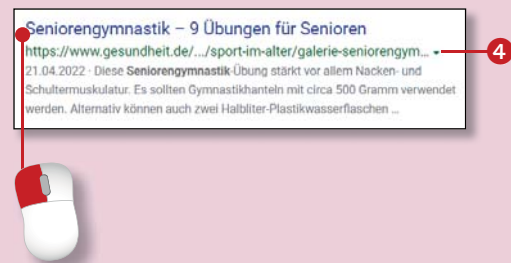 Seniorengymnastik – 9 Übungen für Senioren
https://www.gesundheit.de/.../sport-im-alter/galerie-seniorengym...
4
21.04.2022 · Diese Seniorengymnastik-Übung stärkt vor allem Nacken- und
Schultermuskulatur. Es sollten Gymnastikhanteln mit circa 500 Gramm verwendet
werden. Alternativ können auch zwei Halbliter-Plastikwasserflaschen ...